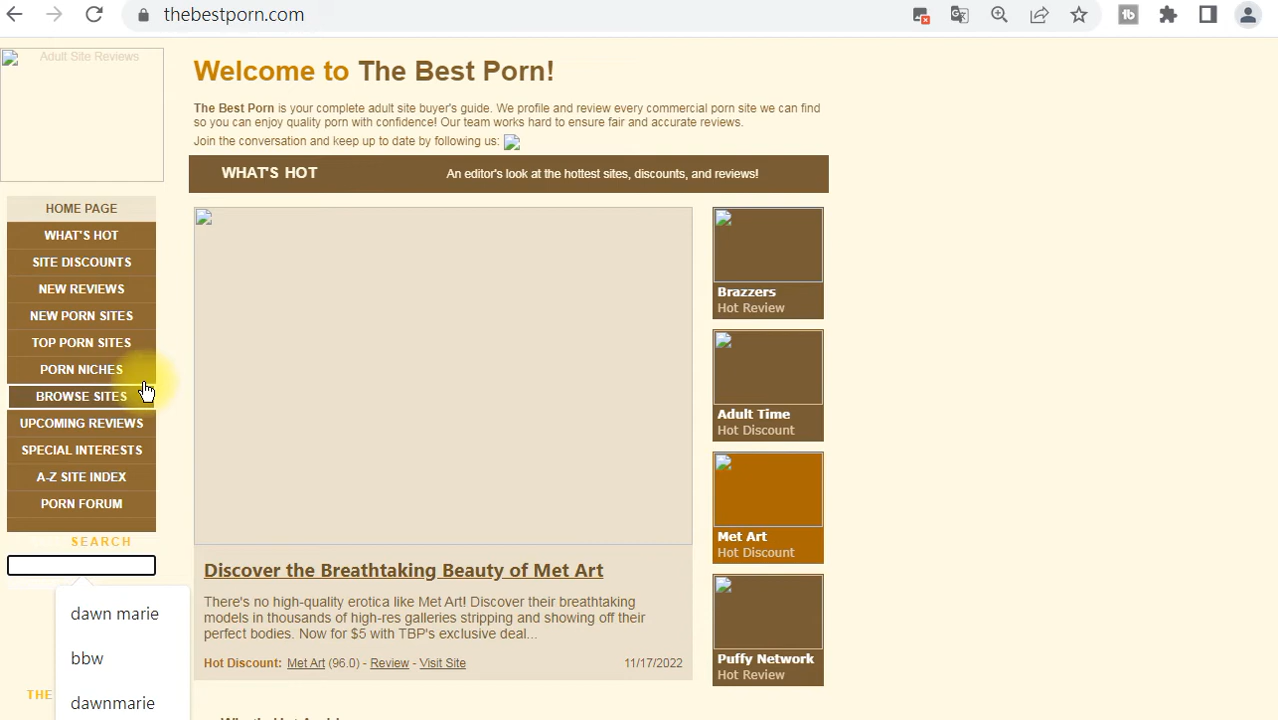 thebestporn.com
Adult Site Reviews
Welcome to The Best Porn!
The Best Porn is your complete adult site buyer's guide. We profile and review every commercial porn site we can find
so you can enjoy quality porn with confidence! Our team works hard to ensure fair and accurate reviews.
Join the conversation and keep up to date by following us:
WHAT'S HOT
An editor's look at the hottest sites, discounts, and reviews!
HOME PAGE
WHAT'S HOT
SITE DISCOUNTS
NEW REVIEWS
NEW PORN SITES
TOP PORN SITES
PORN NICHES
BROWSE SITES
UPCOMING REVIEWS
SPECIAL INTERESTS
A-Z SITE INDEX
PORN FORUM
SEARCH
dawn marie
bbw
dawnmarie
THE
Brazzers
Hot Review
Adult Time
Hot Discount
Met Art
Hot Discount
Puffy Network
Hot Review
Discover the Breathtaking Beauty of Met Art
There's no high-quality erotica like Met Art! Discover their breathtaking
models in thousands of high-res galleries stripping and showing off their
perfect bodies. Now for $5 with TBP's exclusive deal...
Hot Discount: Met Art (96.0) - Review - Visit Site
11/17/2022